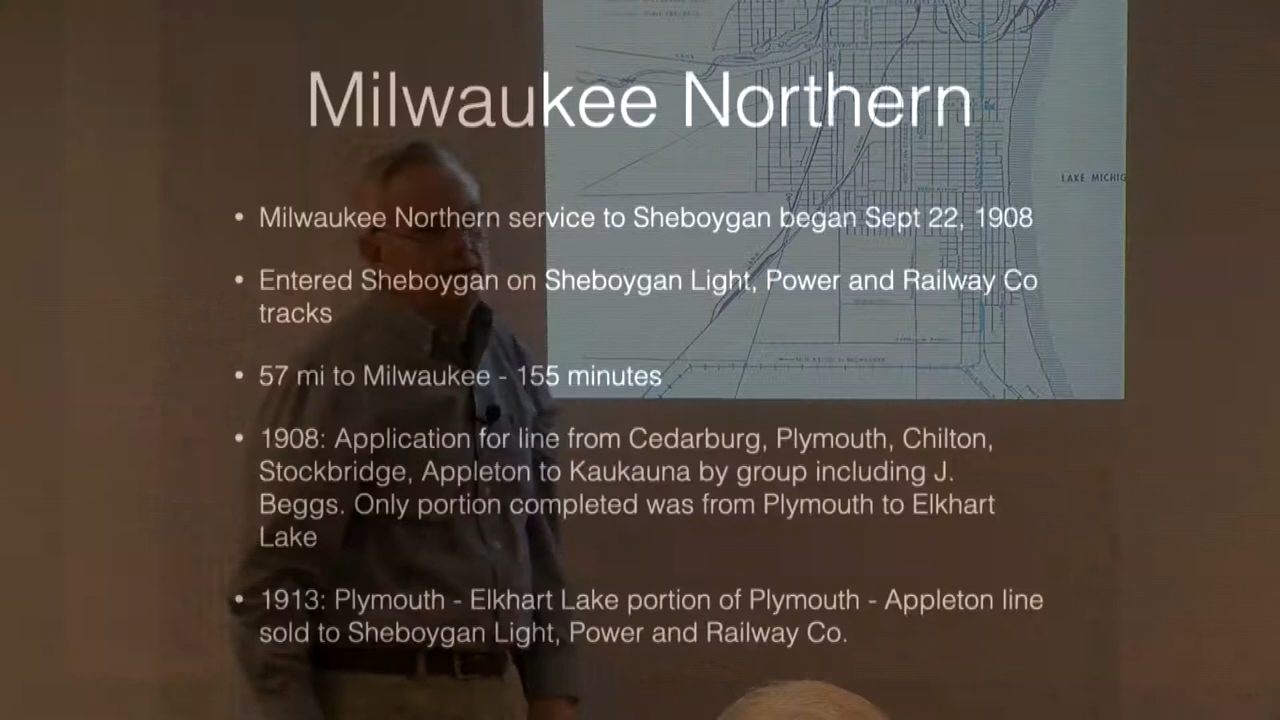 Milwaukee Northern
LAKE MICHIG
• Milwaukee Northern service to Sheboygan began Sept 22, 1908
• Entered Sheboygan on Sheboygan Light, Power and Railway Co
tracks
• 57 mi to Milwaukee - 155 minutes
• 1908: Application for line from Cedarburg, Plymouth, Chilton,
Stockbridge, Appleton to Kaukauna by group including J.
Beggs. Only portion completed was from Plymouth to Elkhart
Lake
• 1913: Plymouth - Elkhart Lake portion of Plymouth - Appleton line
sold to Sheboygan Light, Power and Railway Co.